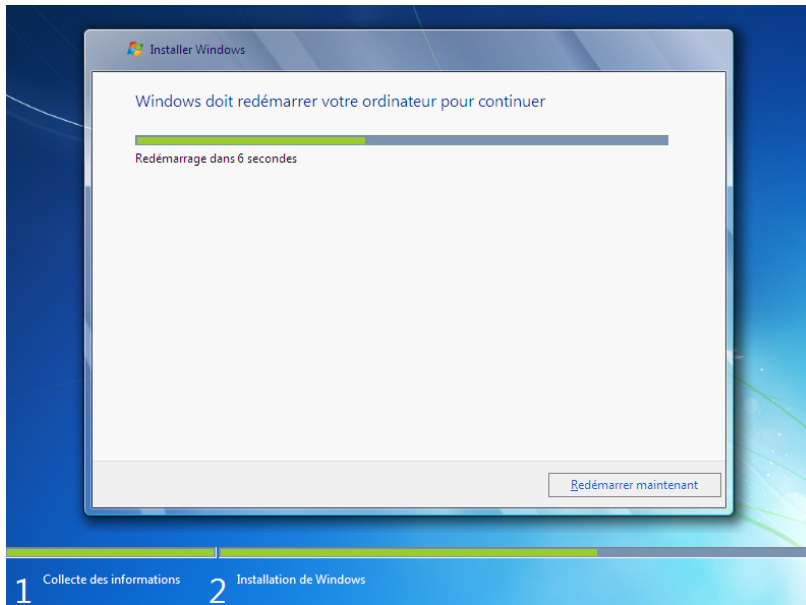 Installer Windows
Windows doit redémarrer votre ordinateur pour continuer
Redémarrage dans 6 secondes
Redémarrer maintenant
1 Collecte des informations 2 Installation de Windows